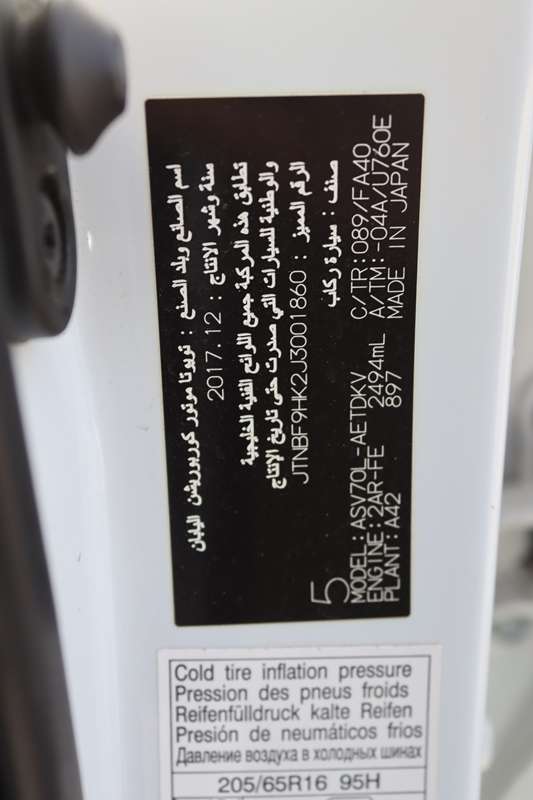 اسم الصانع وبلد الصنع : تويوتا موتور كوربوريشن اليابان
سنة وشهر الانتاج : 2017.12
تطابق هذه المركبة جميع اللوائح الفنية الخليجية
والوطنية للسيارات التي صدرت حتى تاريخ الإنتاج
الرقم المميز : JTNBF9HK2J3001860
صنف : سيارة ركاب
5
MODEL:ASV70L-AETDKV C/TR:089/FA40
ENGINE:2AR-FE 2494mL A/TM:-04A/U760E
PLANT:A42 897 MADE IN JAPAN
Cold tire inflation pressure
Pression des pneus froids
Reifenfülldruck kalte Reifen
Presión de neumáticos frios
Давление воздуха в холодных шинах
205/65R16 95H